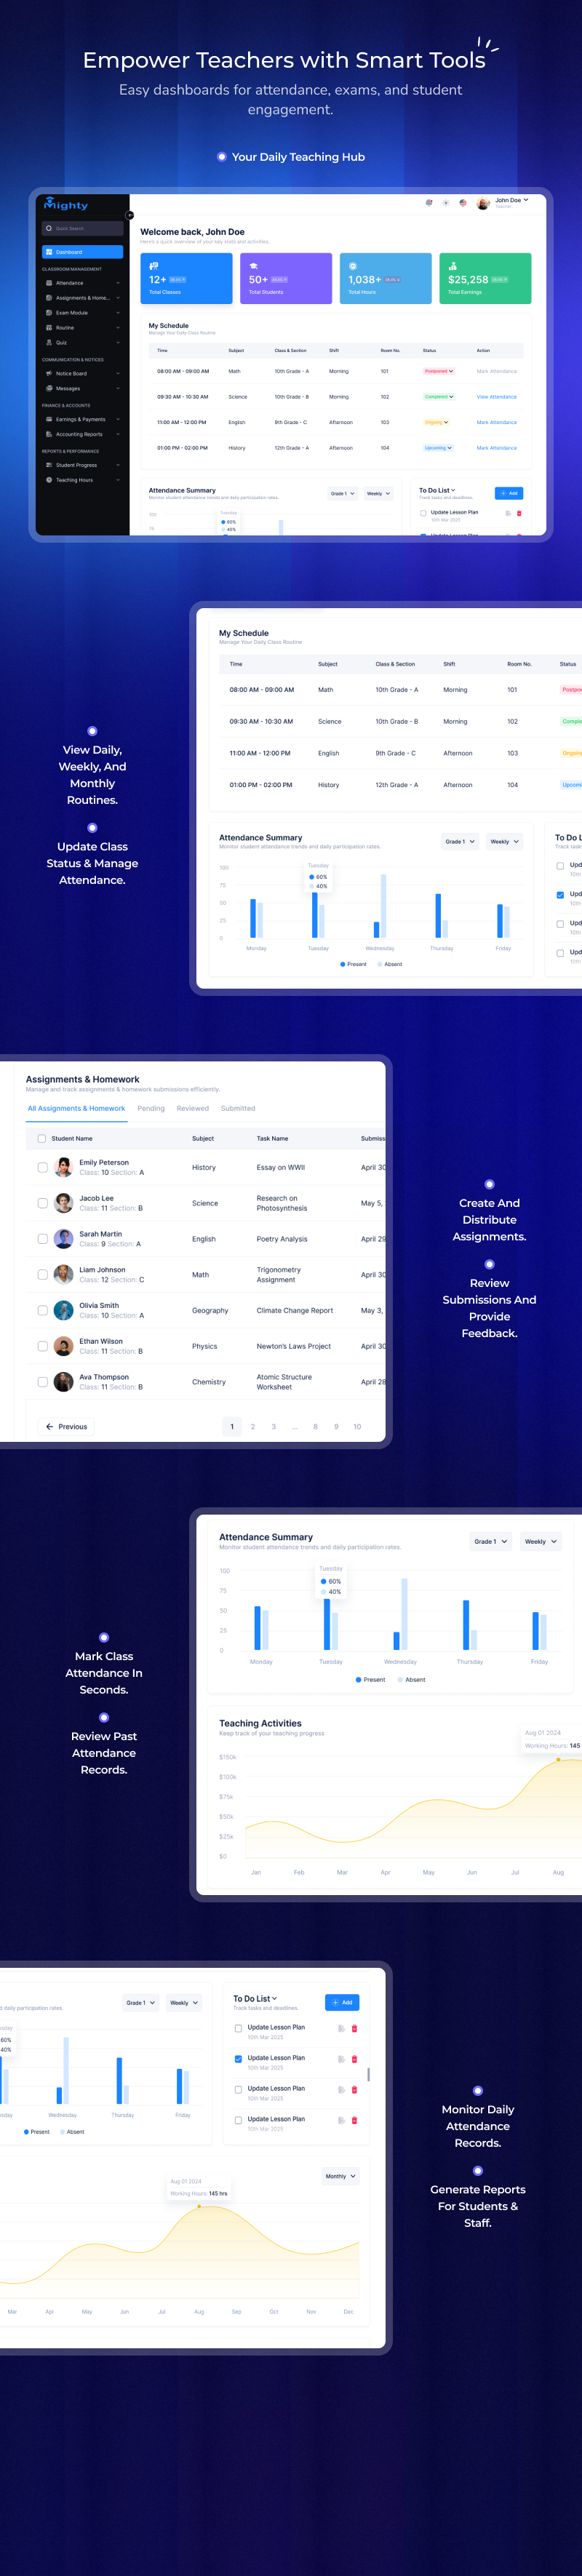 Empower Teachers with Smart Tools
Easy dashboards for attendance, exams, and student
engagement.
Your Daily Teaching Hub
Mighty
John Doe
Teacher
Quick Search
Welcome back, John Doe
Here's a quick overview of your key stats and activities
Dashboard
CLASSROOM MANAGEMENT
Attendance
Assignments & Home...
Exam Module
Routine
Quiz
COMMUNICATION & NOTICES
Notice Board
Messages
FINANCE & ACCOUNTS
Earnings & Payments
Accounting Reports
REPORTS & PERFORMANCE
Student Progress
Teaching Hours
12+
Total Classes
50+
Total Students
1,038+
Total Hours
$25,258
Total Earnings
My Schedule
Manage Your Daily Class Routine
Time Subject Class & Section Shift Room No. Status Action
08:00 AM - 09:00 AM Math 10th Grade - A Morning 101 Postponed Mark Attendance
09:30 AM - 10:30 AM Science 10th Grade - B Morning 102 Completed View Attendance
11:00 AM - 12:00 PM English 9th Grade - C Afternoon 103 Ongoing Mark Attendance
01:00 PM - 02:00 PM History 12th Grade - A Afternoon 104 Upcoming Mark Attendance
Attendance Summary
Monitor student attendance trends and daily participation rates.
Grade 1 Weekly
100
75
Tuesday
60%
40%
To Do List
Track tasks and deadlines.
Add
Update Lesson Plan
10th Mar 2025
View Daily,
Weekly, And
Monthly
Routines.
Update Class
Status & Manage
Attendance.
My Schedule
Manage Your Daily Class Routine
Time Subject Class & Section Shift Room No. Status
08:00 AM - 09:00 AM Math 10th Grade - A Morning 101 Postpon
09:30 AM - 10:30 AM Science 10th Grade - B Morning 102 Comple
11:00 AM - 12:00 PM English 9th Grade - C Afternoon 103 Ongoing
01:00 PM - 02:00 PM History 12th Grade - A Afternoon 104 Upcomi
Attendance Summary
Monitor student attendance trends and daily participation rates.
Grade 1 Weekly
100
75
50
25
0
Tuesday
60%
40%
Monday Tuesday Wednesday Thursday Friday
Present Absent
To Do L
Track task
Upd
10th
Upd
10th
Upd
10th
Upd
10th
Assignments & Homework
Manage and track assignments & homework submissions efficiently.
All Assignments & Homework Pending Reviewed Submitted
Student Name Subject Task Name Submiss
Emily Peterson
Class: 10 Section: A
History Essay on WWII April 30
Jacob Lee
Class: 11 Section: B
Science Research on
Photosynthesis
May 5,
Sarah Martin
Class: 9 Section: A
English Poetry Analysis April 29
Liam Johnson
Class: 12 Section: C
Math Trigonometry
Assignment
April 30
Olivia Smith
Class: 10 Section: A
Geography Climate Change Report May 3,
Ethan Wilson
Class: 11 Section: B
Physics Newton's Laws Project April 30
Ava Thompson
Class: 11 Section: B
Chemistry Atomic Structure
Worksheet
April 28
Previous 1 2 3 ... 8 9 10
Create And
Distribute
Assignments.
Review
Submissions And
Provide
Feedback.
Mark Class
Attendance In
Seconds.
Review Past
Attendance
Records.
Attendance Summary
Monitor student attendance trends and daily participation rates.
Grade 1 Weekly
100
75
50
25
0
Tuesday
60%
40%
Monday Tuesday Wednesday Thursday Friday
Present Absent
Teaching Activities
Keep track of your teaching progress
Aug 01 2024
Working Hours: 145
$150k
$100k
$75k
$50k
$25k
$0
Jan Feb Mar Apr May Jun Jul Aug
d daily participation rates.
Grade 1 Weekly
sday
60%
40%
sday Wednesday Thursday Friday
Present Absent
To Do List
Track tasks and deadlines.
Add
Update Lesson Plan
10th Mar 2025
Update Lesson Plan
10th Mar 2025
Update Lesson Plan
10th Mar 2025
Update Lesson Plan
10th Mar 2025
Monthly
Aug 01 2024
Working Hours: 145 hrs
Mar Apr May Jun Jul Aug Sep Oct Nov Dec
Monitor Daily
Attendance
Records.
Generate Reports
For Students &
Staff.